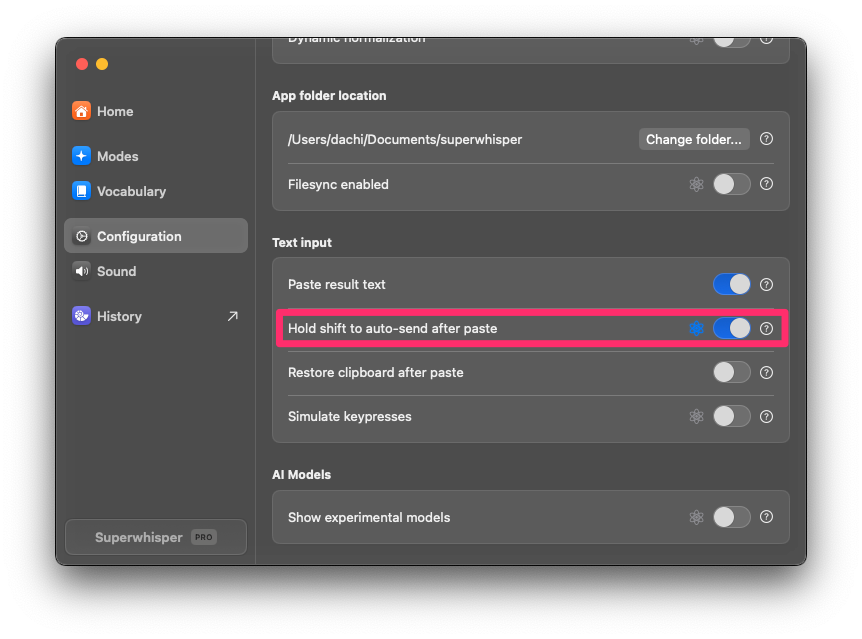 Dynamic normalization
App folder location
/Users/dachi/Documents/superwhisper
Change folder...
Filesync enabled
Text input
Paste result text
Hold shift to auto-send after paste
Restore clipboard after paste
Simulate keypresses
AI Models
Show experimental models
Home
Modes
Vocabulary
Configuration
Sound
History
Superwhisper PRO